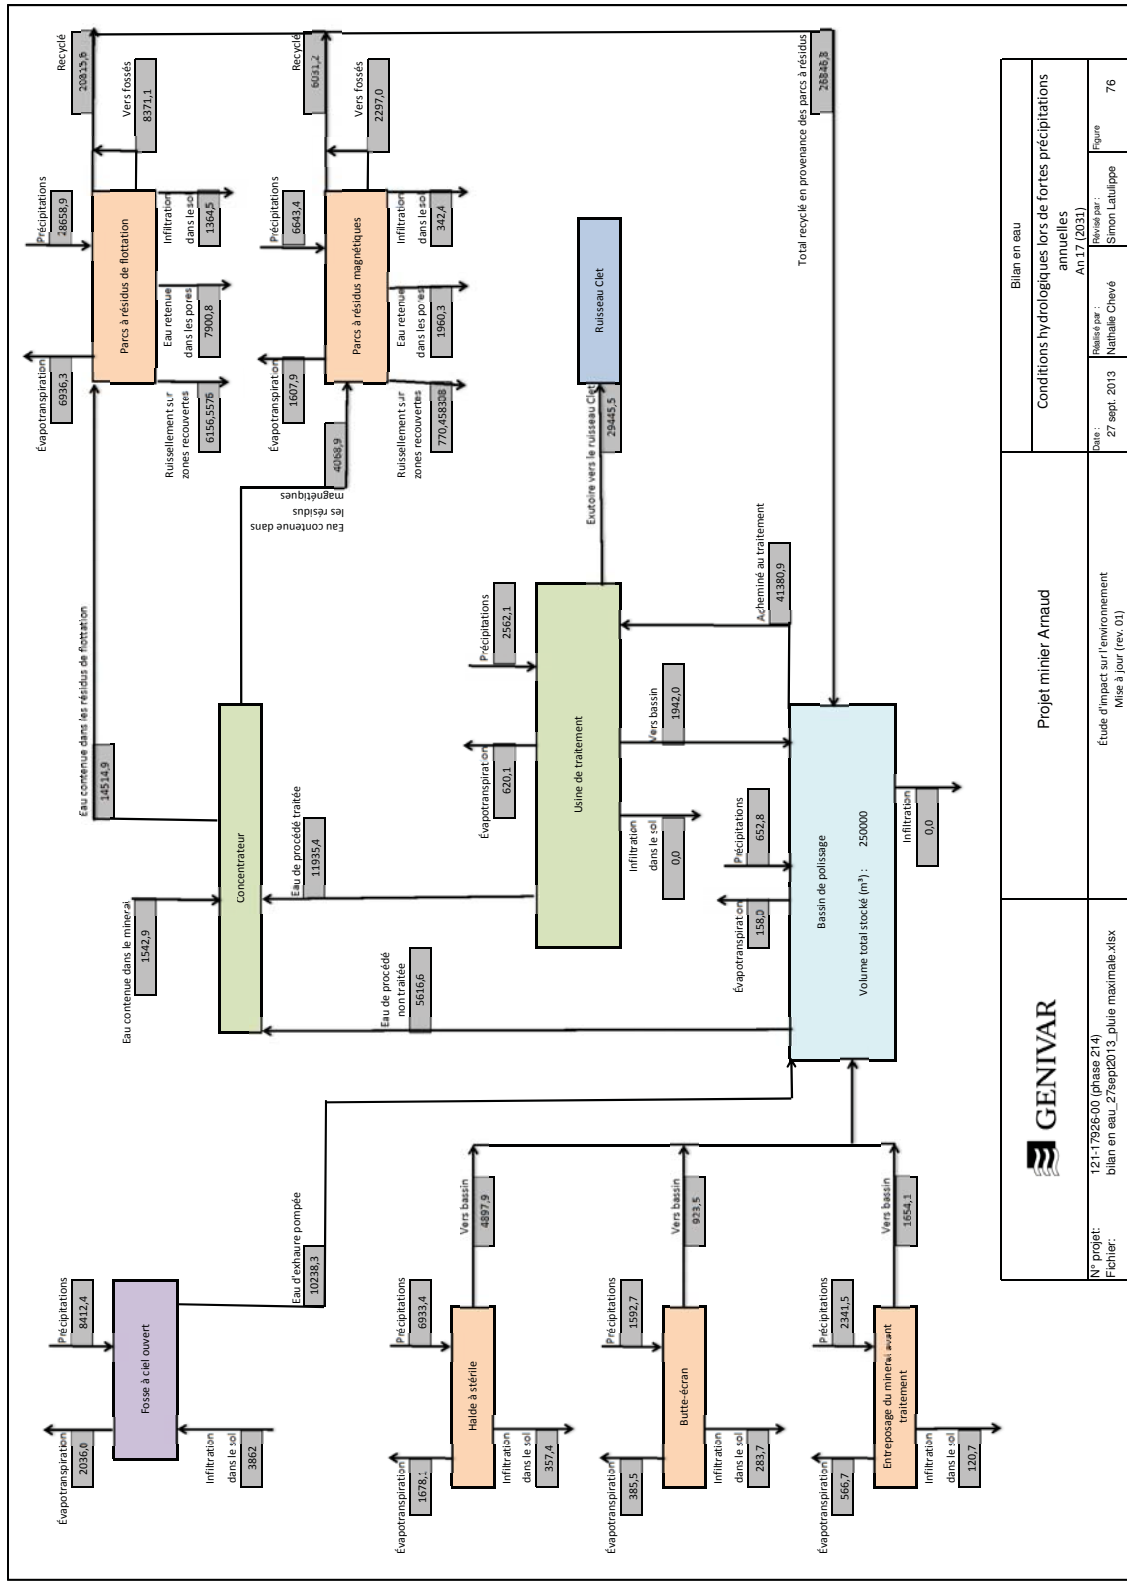 Évapotranspiration
2036,0
Précipitations
8412,4
Fosse à ciel ouvert
Infiltration
dans le sol
3862
Eau d'exhaure pompée
10238,3
Évapotranspiration
Précipitations
6933,4
Halde à stérile
Infiltration
dans le sol
357,4
Vers bassin
4897,9
Évapotranspiration
385,5
Précipitations
1592,7
Butte-écran
Infiltration
dans le sol
283,7
Vers bassin
923,5
Évapotranspiration
566,7
Précipitations
2341,5
Entreposage du minerai avant
traitement
Infiltration
dans le sol
120,7
Vers bassin
1654,1
Eau contenue dans le minerai
1542,9
Concentrateur
Eau contenue dans les résidus de flottation
14514,9
Eau de procédé
non traitée
5616,6
Eau de procédé traitée
11935,4
Eau contenue dans
les résidus
magnétiques
4068,9
Évapotranspiration
620,1
Précipitations
2562,1
Usine de traitement
Infiltration
dans le sol
0,0
Vers bassin
1942,0
Acheminé au traitement
41380,9
Exutoire vers le ruisseau Clet
29445,5
Ruisseau Clet
Évapotranspiration
158,0
Précipitations
652,8
Bassin de polissage
Volume total stocké (m³) : 250000
Infiltration
0,0
Total recyclé en provenance des parcs à résidus
26846,8
Évapotranspiration
6936,3
Précipitations
28658,9
Parcs à résidus de flottation
Ruissellement sur
zones recouvertes
6156,5576
Eau retenue
dans les pores
7900,8
Infiltration
dans le sol
1364,5
Vers fossés
8371,1
Recyclé
20815,6
Évapotranspiration
1607,9
Précipitations
6643,4
Parcs à résidus magnétiques
Ruissellement sur
zones recouvertes
770,458308
Eau retenue
dans les pores
1960,3
Infiltration
dans le sol
342,4
Vers fossés
2297,0
Recyclé
6031,2
GENIVAR
N° projet: 121-17926-00 (phase 214)
Fichier: bilan en eau_27sept2013_pluie maximale.xlsx
Projet minier Arnaud
Étude d'impact sur l'environnement
Mise à jour (rev. 01)
Bilan en eau
Conditions hydrologiques lors de fortes précipitations
annuelles
An 17 (2031)
Date :
27 sept. 2013
Réalisé par :
Nathalie Chevé
Révisé par :
Simon Latulippe
Figure
76